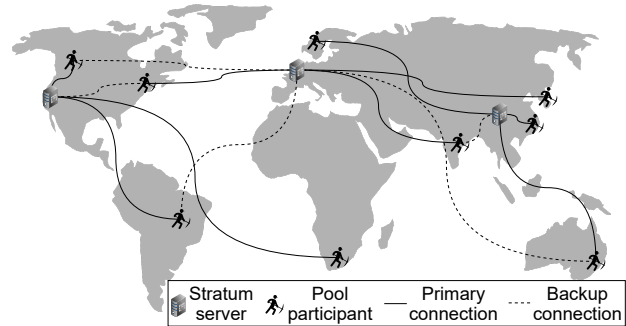 Stratum server
Pool participant
Primary connection
Backup connection